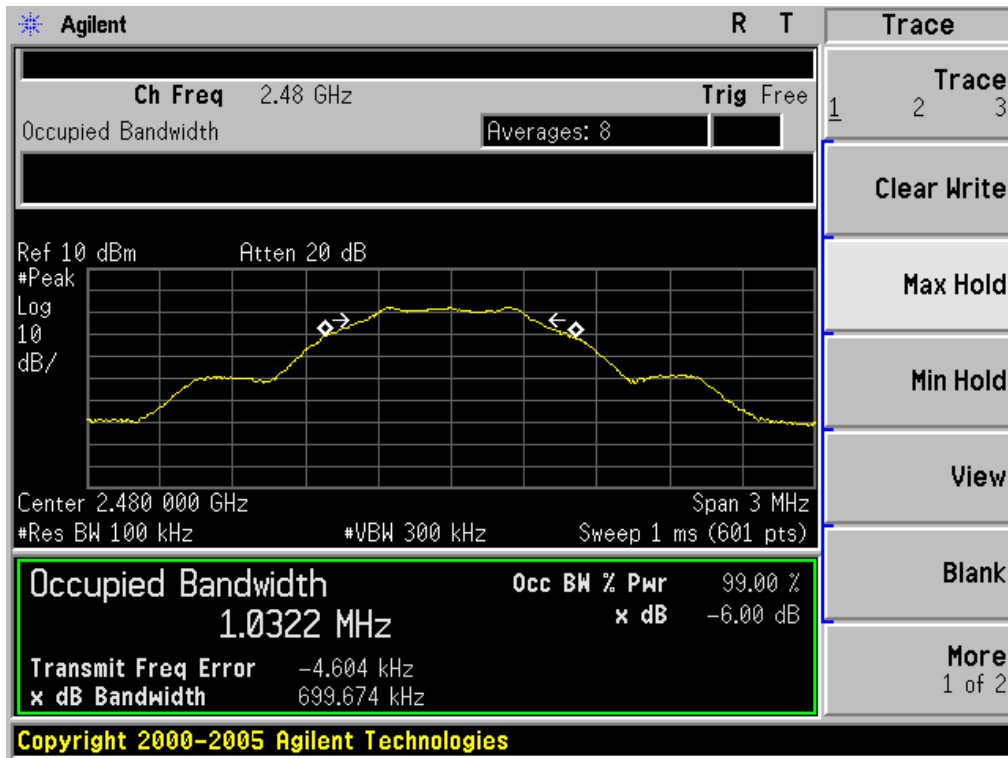 Agilent R T
Ch Freq 2.48 GHz Trig Free
Occupied Bandwidth Averages: 8
Ref 10 dBm Atten 20 dB
#Peak
Log
10
dB/
Center 2.480 000 GHz Span 3 MHz
#Res BW 100 kHz #VBW 300 kHz Sweep 1 ms (601 pts)
Occupied Bandwidth Occ BW % Pwr 99.00 %
1.0322 MHz x dB -6.00 dB
Transmit Freq Error -4.604 kHz
x dB Bandwidth 699.674 kHz
Copyright 2000-2005 Agilent Technologies
Trace
Trace
1 2 3
Clear Write
Max Hold
Min Hold
View
Blank
More
1 of 2